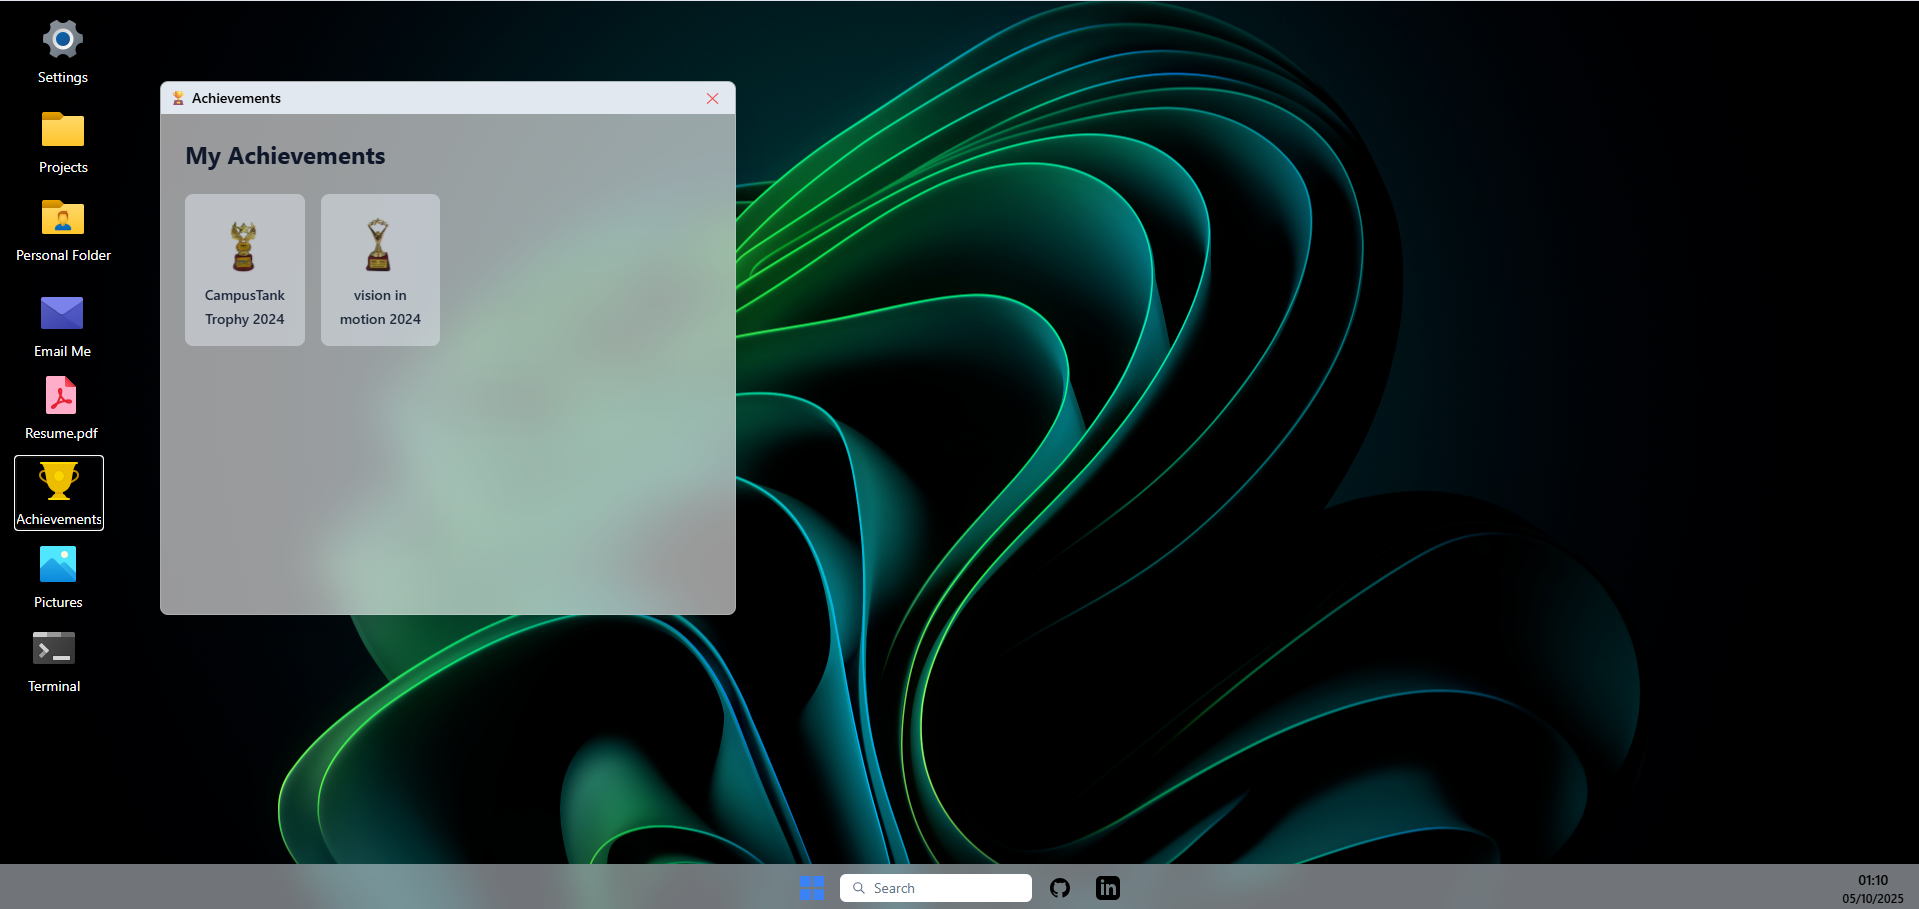 Settings
Projects
Personal Folder
Email Me
Resume.pdf
Achievements
Pictures
Terminal
Achievements
My Achievements
CampusTank
Trophy 2024
vision in
motion 2024
Search
in
01:10
05/10/2025